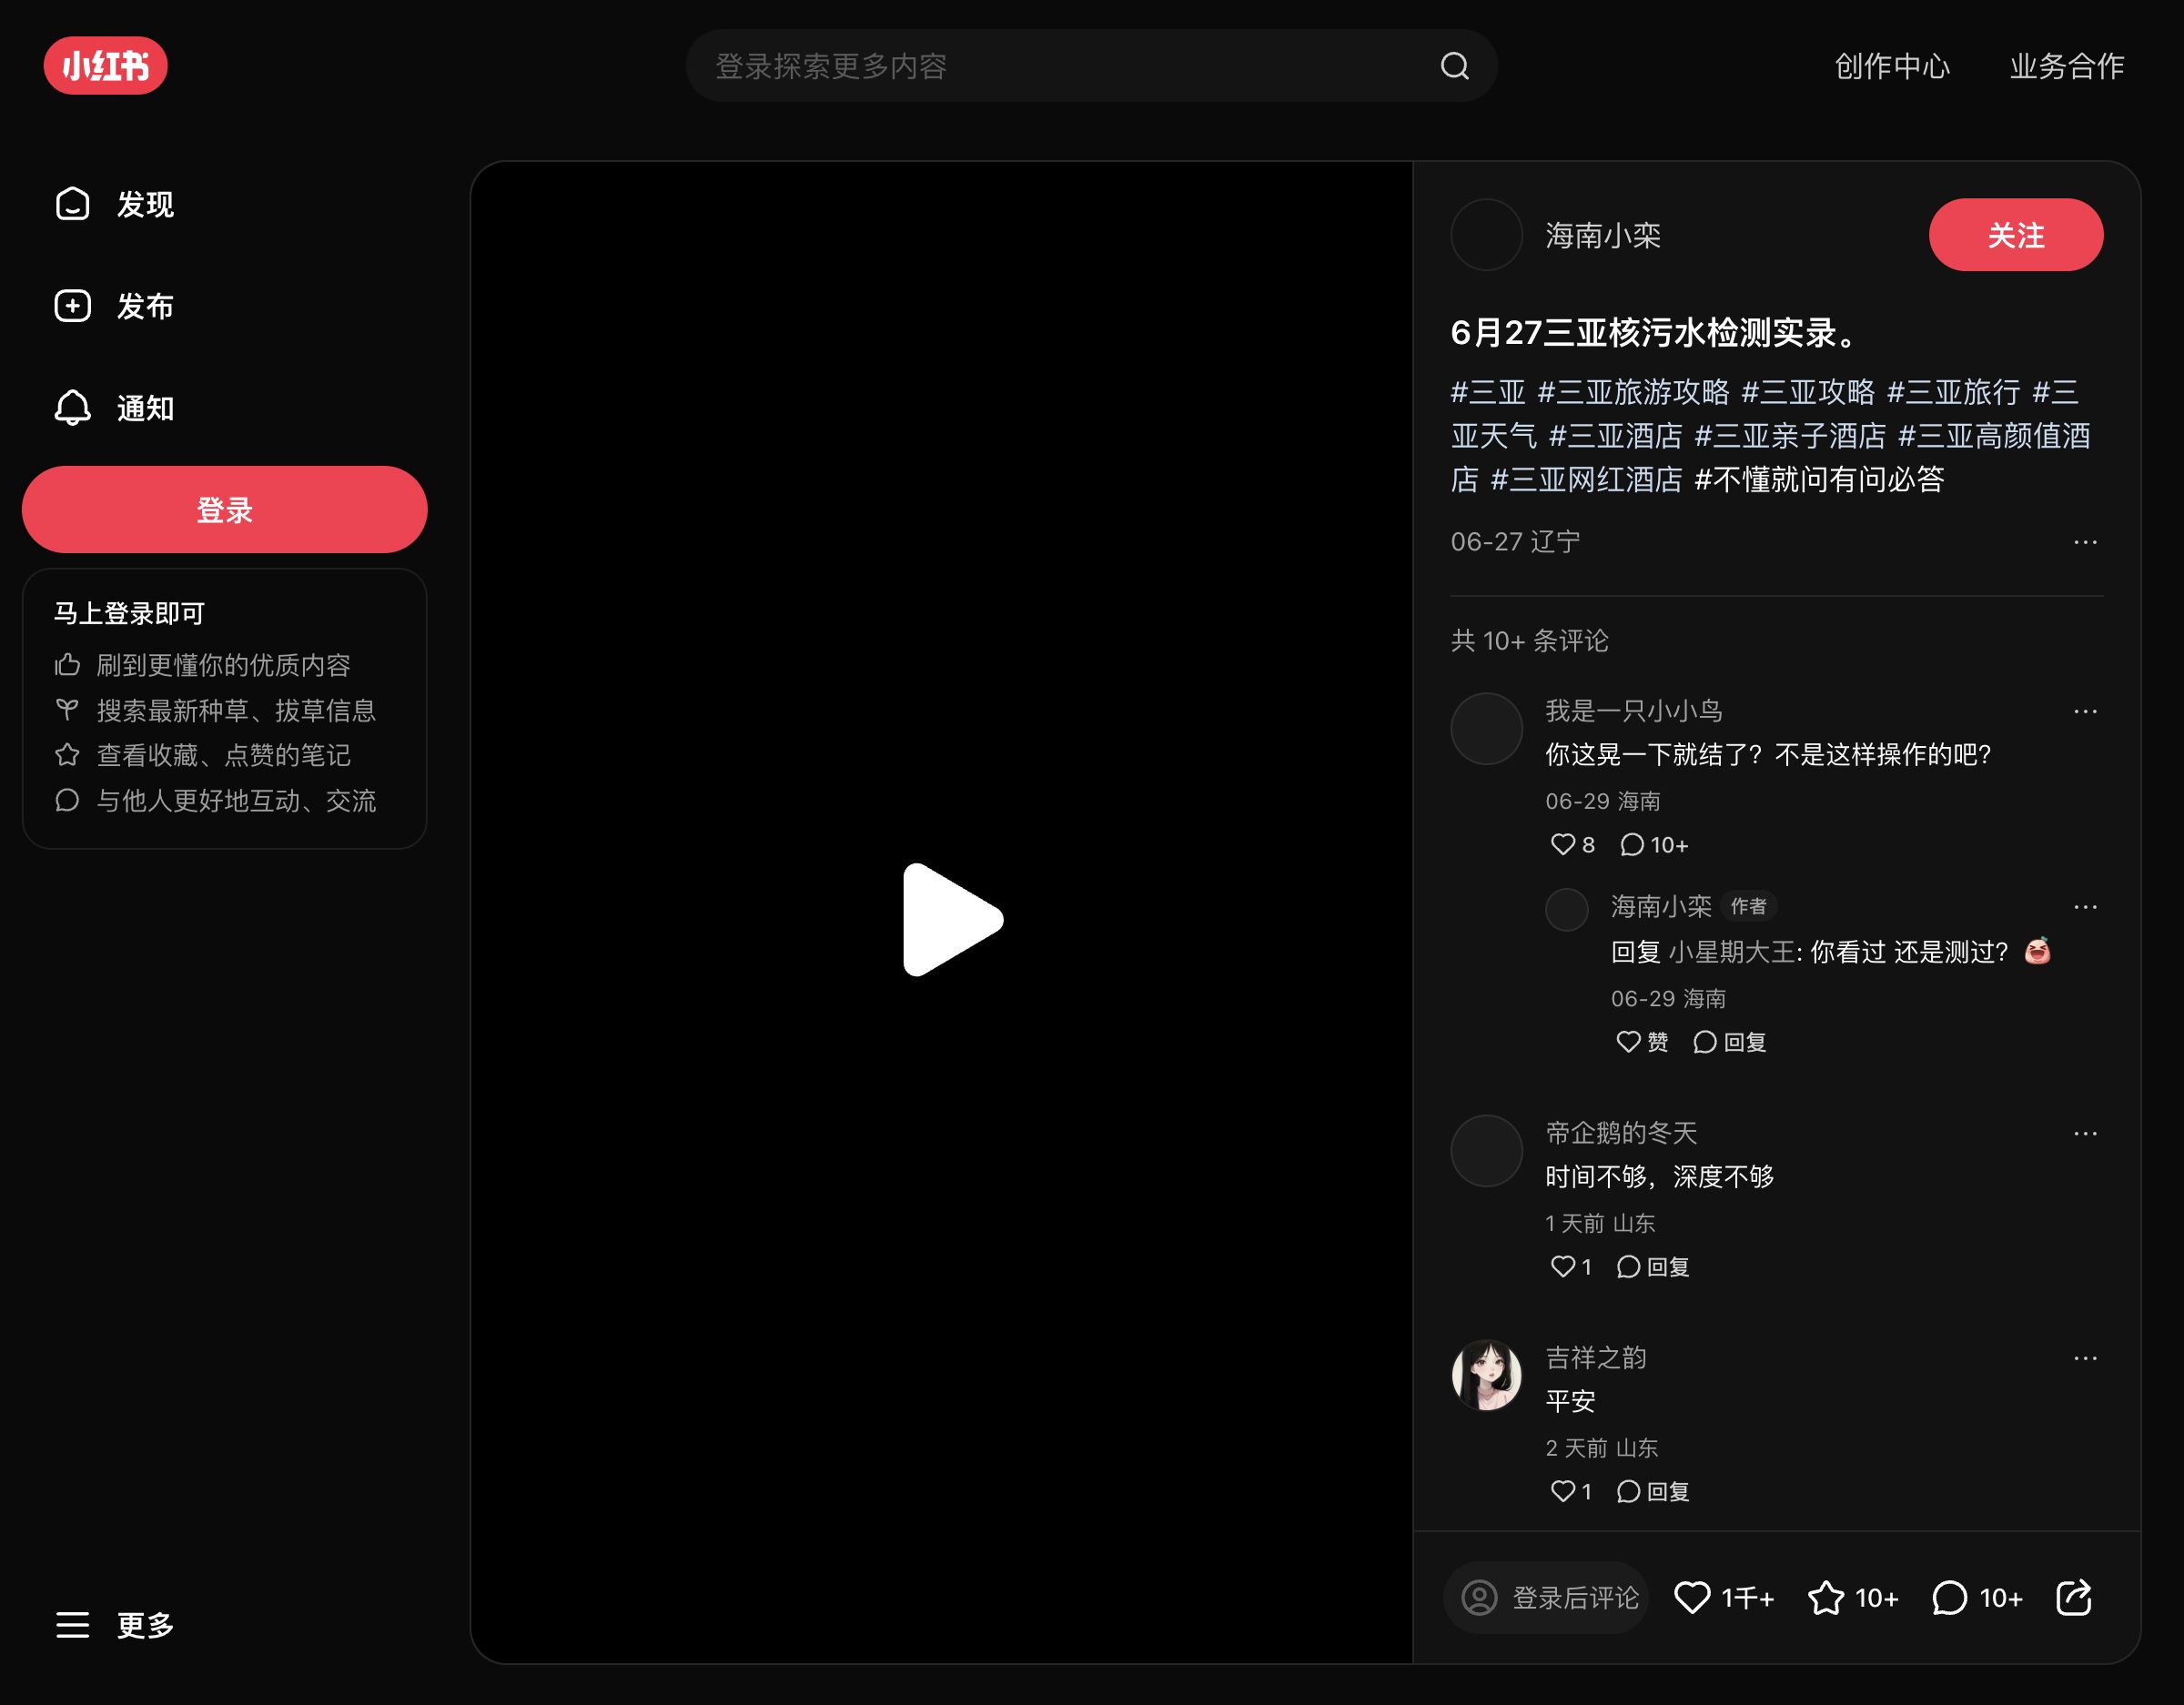 小红书
登录探索更多内容
创作中心
业务合作
发现
发布
通知
登录
马上登录即可
刷到更懂你的优质内容
搜索最新种草、拔草信息
查看收藏、点赞的笔记
与他人更好地互动、交流
更多
海南小栾
关注
6月27三亚核污水检测实录。
#三亚 #三亚旅游攻略 #三亚攻略 #三亚旅行 #三
亚天气 #三亚酒店 #三亚亲子酒店 #三亚高颜值酒
店 #三亚网红酒店 #不懂就问有问必答
06-27 辽宁
共 10+ 条评论
我是一只小小鸟
你这晃一下就结了？不是这样操作的吧？
06-29 海南
8 10+
海南小栾 作者
回复 小星期大王: 你看过 还是测过？
06-29 海南
赞 回复
帝企鹅的冬天
时间不够，深度不够
1 天前 山东
1 回复
吉祥之韵
平安
2 天前 山东
1 回复
登录后评论 1千+ 10+ 10+